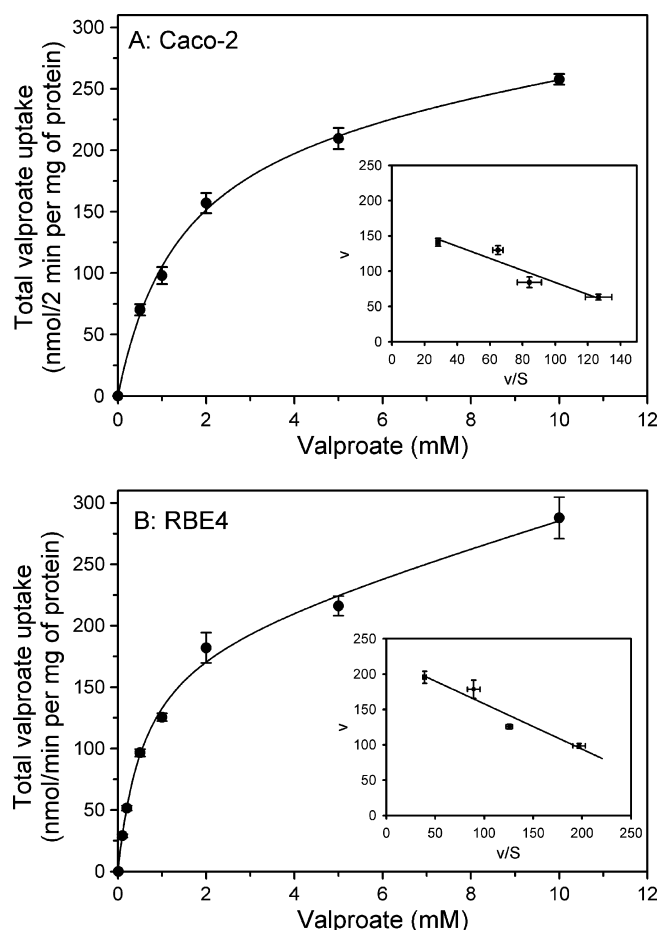 A: Caco-2
Total valproate uptake
(nmol/2 min per mg of protein)
300
250
200
150
100
50
0
0 2 4 6 8 10 12
Valproate (mM)
v
250
200
150
100
50
0
0 20 40 60 80 100 120 140
v/S
B: RBE4
Total valproate uptake
(nmol/min per mg of protein)
300
250
200
150
100
50
0
0 2 4 6 8 10 12
Valproate (mM)
v
250
200
150
100
50
0
0 50 100 150 200 250
v/S